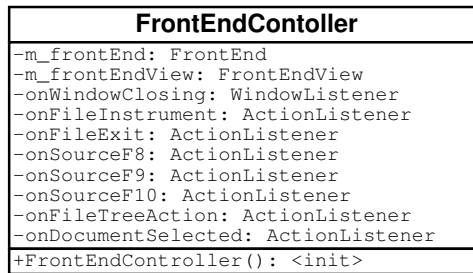 FrontEndContoller
-m_frontEnd: FrontEnd
-m_frontEndView: FrontEndView
-onWindowClosing: WindowListener
-onFileInstrument: ActionListener
-onFileExit: ActionListener
-onSourceF8: ActionListener
-onSourceF9: ActionListener
-onSourceF10: ActionListener
-onFileTreeAction: ActionListener
-onDocumentSelected: ActionListener
+FrontEndController(): <init>